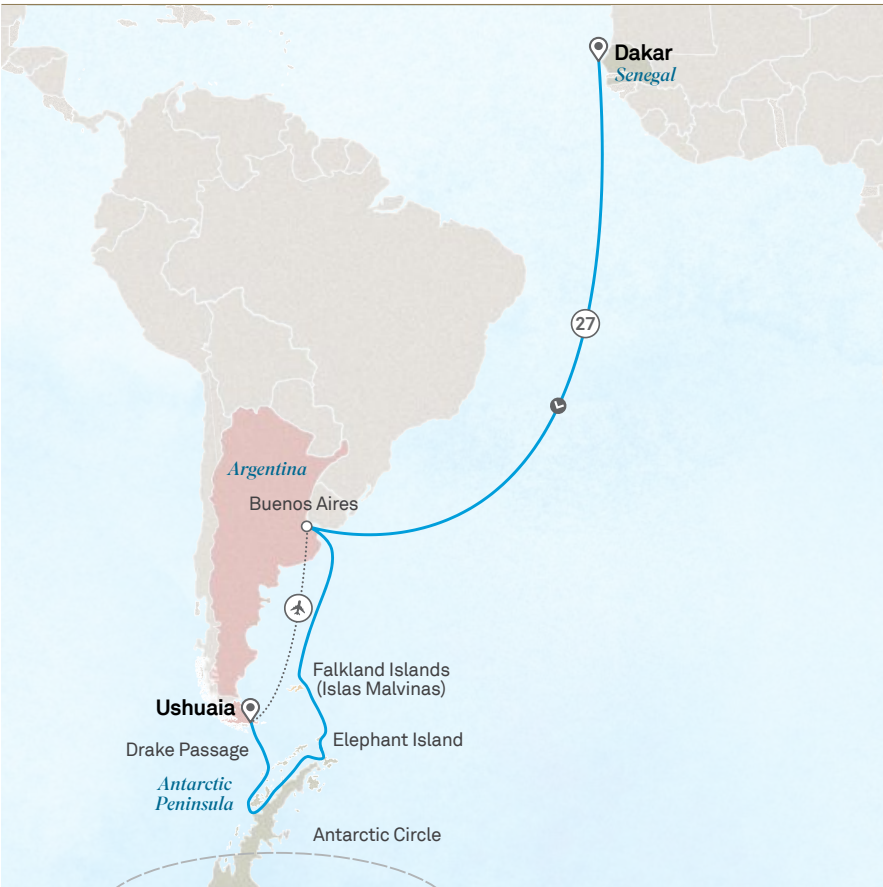 Dakar
Senegal
27
Argentina
Buenos Aires
Falkland Islands
(Islas Malvinas)
Ushuaia
Elephant Island
Drake Passage
Antarctic
Peninsula
Antarctic Circle